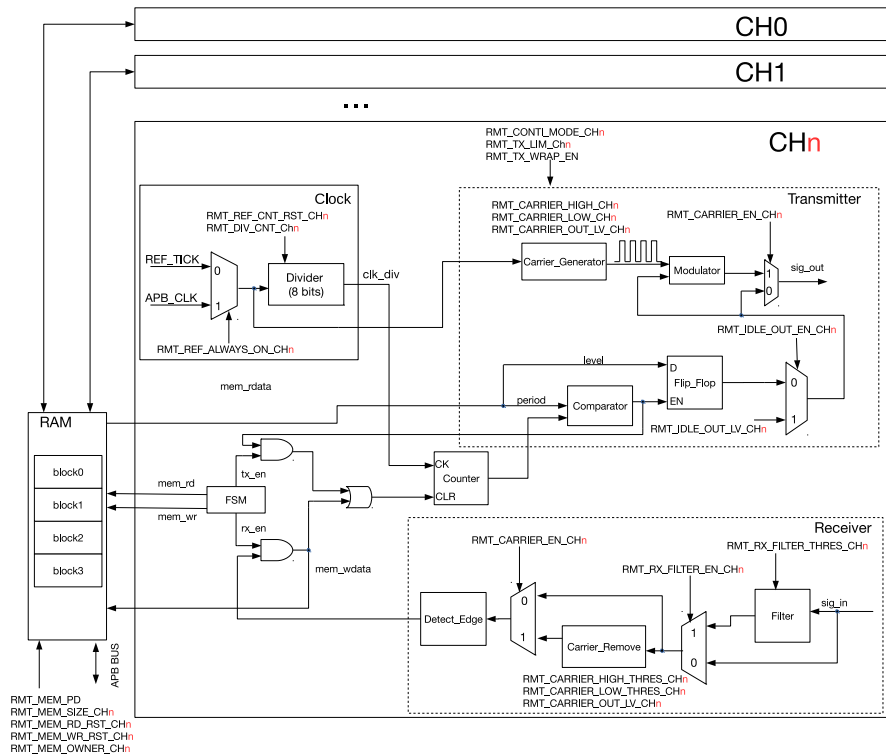 CH0
CH1
...
CHn
RMT_CONTI_MODE_CHn
RMT_TX_LIM_Chn
RMT_TX_WRAP_EN
Clock
RMT_REF_CNT_RST_CHn
RMT_DIV_CNT_Chn
REF_TICK
0
APB_CLK
1
Divider
(8 bits)
clk_div
RMT_REF_ALWAYS_ON_CHn
Transmitter
RMT_CARRIER_HIGH_CHn
RMT_CARRIER_LOW_CHn
RMT_CARRIER_OUT_LV_CHn
RMT_CARRIER_EN_CHn
Carrier_Generator
Modulator
1
0
sig_out
RMT_IDLE_OUT_EN_CHn
level
D
Flip_Flop
EN
period
Comparator
0
1
RMT_IDLE_OUT_LV_CHn
mem_rdata
RAM
block0
block1
block2
block3
mem_rd
mem_wr
FSM
tx_en
rx_en
CK
Counter
CLR
mem_wdata
Receiver
RMT_CARRIER_EN_CHn
RMT_RX_FILTER_THRES_CHn
RMT_RX_FILTER_EN_CHn
Detect_Edge
0
1
Carrier_Remove
1
0
Filter
sig_in
RMT_CARRIER_HIGH_THRES_CHn
RMT_CARRIER_LOW_THRES_CHn
RMT_CARRIER_OUT_LV_CHn
APB BUS
RMT_MEM_PD
RMT_MEM_SIZE_CHn
RMT_MEM_RD_RST_CHn
RMT_MEM_WR_RST_CHn
RMT_MEM_OWNER_CHn